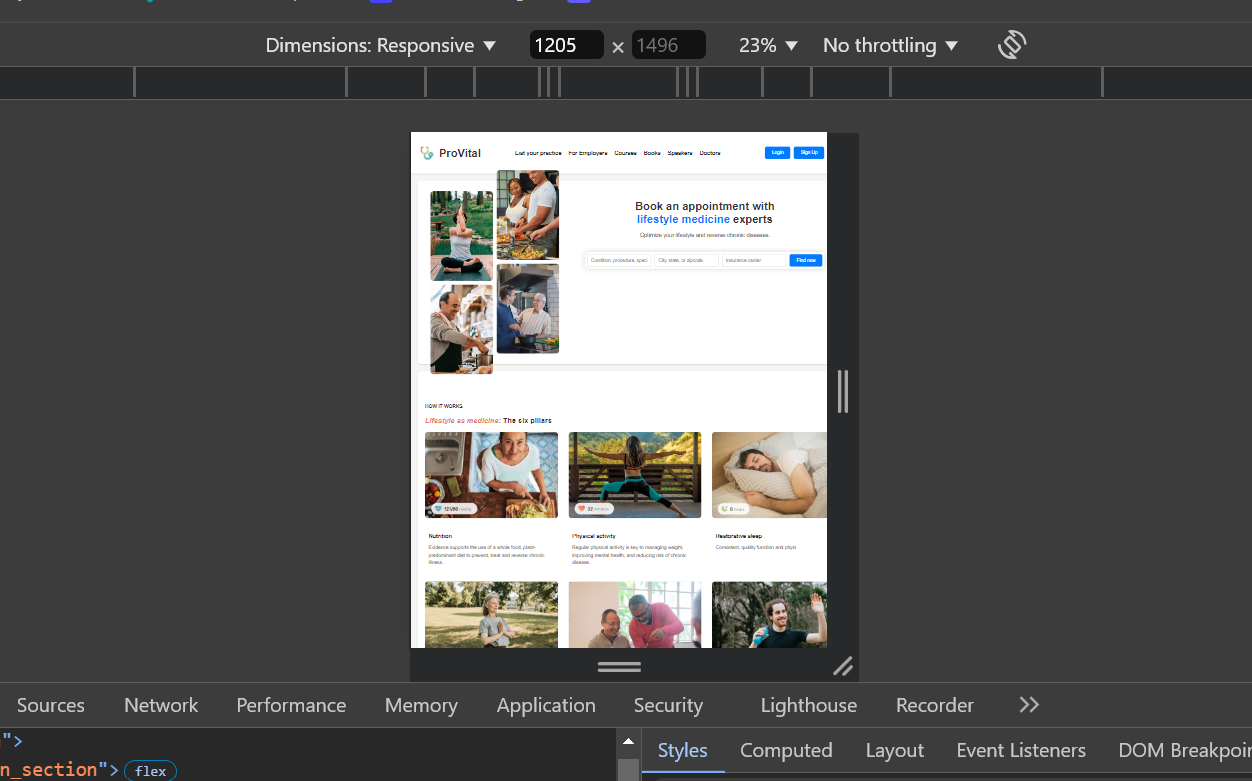 Dimensions: Responsive ▼ 1205 × 1496 23% ▼ No throttling ▼
ProVital List your practice For Employers Courses Books Speakers Doctors Login Sign Up
Book an appointment with
lifestyle medicine experts
Optimize your lifestyle and reverse chronic diseases.
Condition, procedure, speci City, state, or zipcode Insurance carrier Find now
HOW IT WORKS
Lifestyle as medicine: The six pillars
121/80 32 minutes 8 hours
Nutrition Physical activity Restorative sleep
Evidence supports the use of a whole food, plant- Regular physical activity is key to managing weight, Consistent, quality function and physi
predominant diet to prevent, treat and reverse chronic improving mental health, and reducing risk of chronic
illness. disease.
Sources Network Performance Memory Application Security Lighthouse Recorder
">
n_section"> flex
Styles Computed Layout Event Listeners DOM Breakpoin